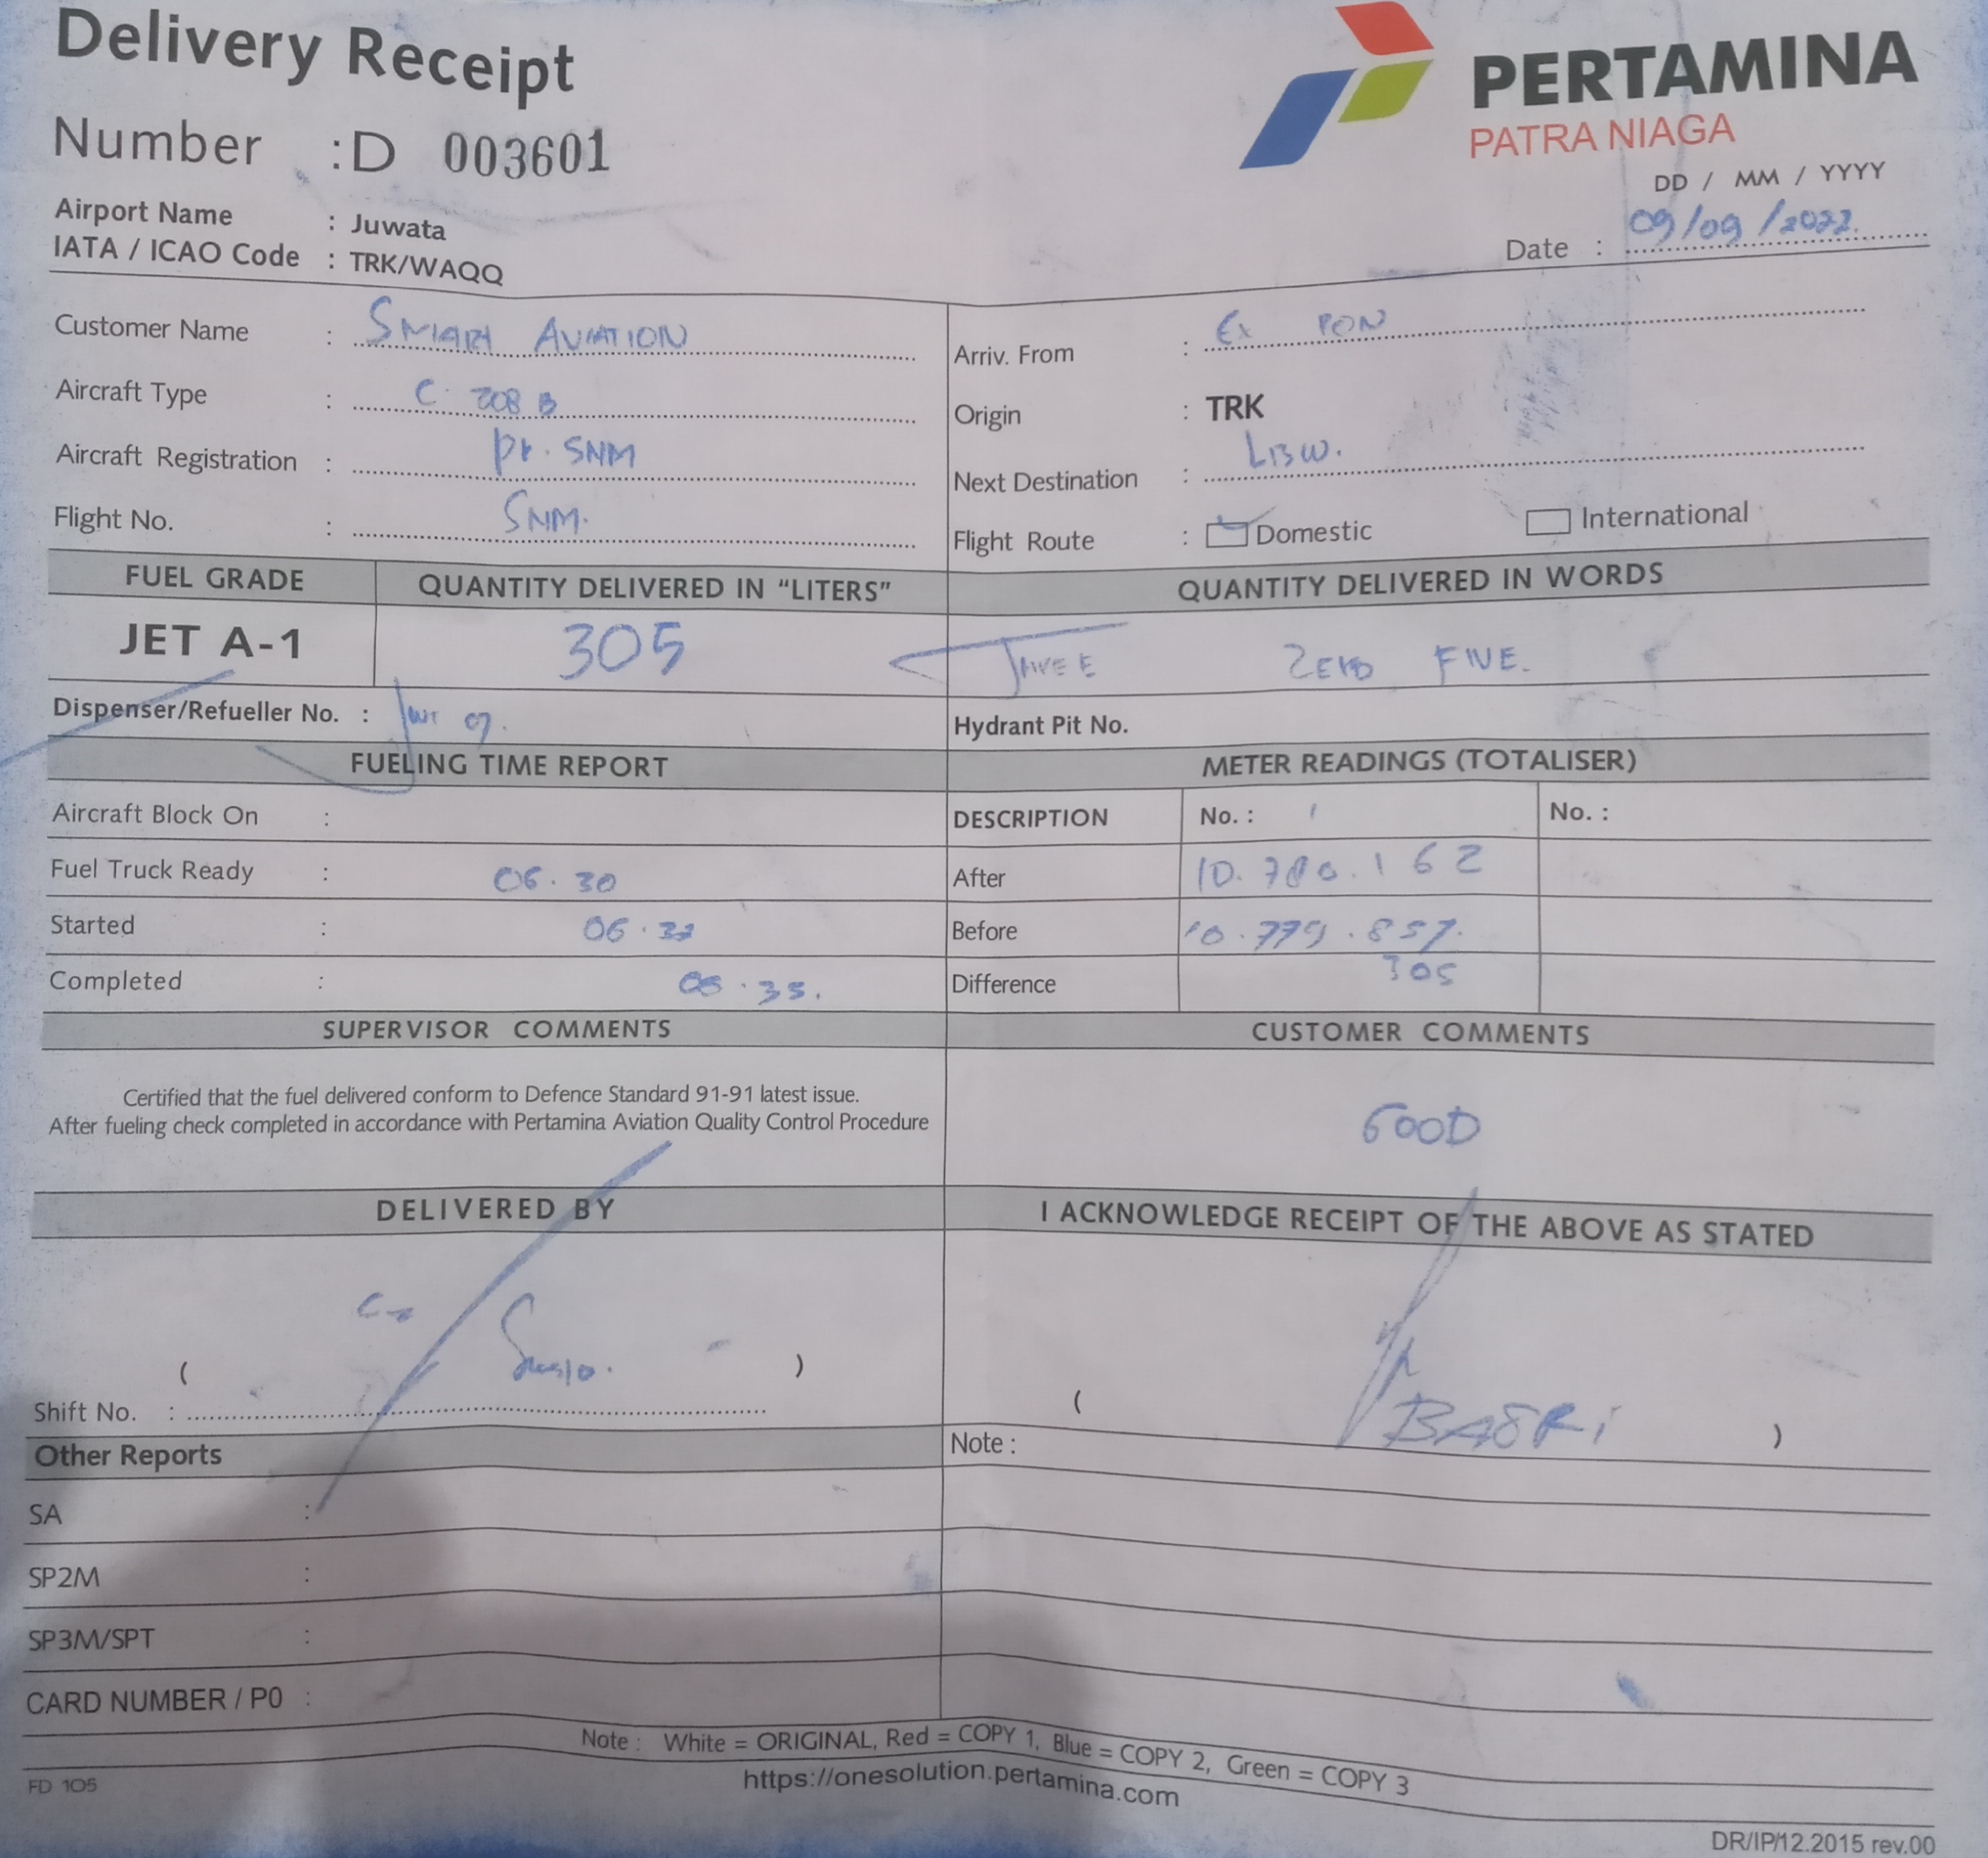 Delivery Receipt
PERTAMINA
PATRA NIAGA
Number : D 003601
DD / MM / YYYY
Airport Name : Juwata
IATA / ICAO Code : TRK/WAQQ
Date : 09/09/2022
Customer Name : SMART AVIATION
Arriv. From : Ex PON
Aircraft Type : C 208 B
Origin : TRK
Aircraft Registration : PK. SNM
Next Destination : LBW.
Flight No. : SNM.
Flight Route : Domestic International
FUEL GRADE QUANTITY DELIVERED IN “LITERS” QUANTITY DELIVERED IN WORDS
JET A-1 305 THREE ZERO FIVE.
Dispenser/Refueller No. :
Hydrant Pit No.
FUELING TIME REPORT METER READINGS (TOTALISER)
Aircraft Block On :
DESCRIPTION No. : 1 No. :
Fuel Truck Ready : 06.30
After 10.780.162
Started : 06.
Before 10.779.857.
Completed : 06.35.
Difference 305
SUPERVISOR COMMENTS CUSTOMER COMMENTS
Certified that the fuel delivered conform to Defence Standard 91-91 latest issue.
After fueling check completed in accordance with Pertamina Aviation Quality Control Procedure
GOOD
DELIVERED BY I ACKNOWLEDGE RECEIPT OF THE ABOVE AS STATED
( )
( BASRI )
Shift No. :
Other Reports
Note :
SA :
SP2M :
SP3M/SPT :
CARD NUMBER / PO :
Note : White = ORIGINAL, Red = COPY 1, Blue = COPY 2, Green = COPY 3
FD 105
https://onesolution.pertamina.com
DR/IP/12.2015 rev.00